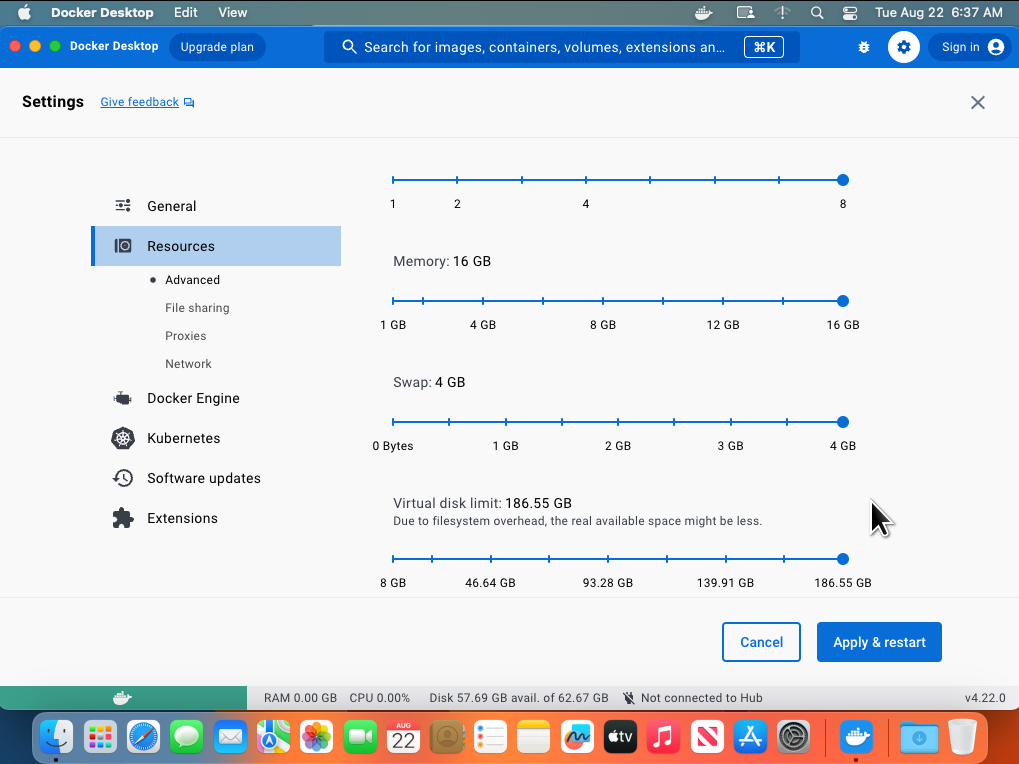 Docker Desktop Edit View Tue Aug 22 6:37 AM
Docker Desktop Upgrade plan Search for images, containers, volumes, extensions an... ⌘K Sign in
Settings Give feedback
1 2 4 8
General
Resources
Advanced
File sharing
Proxies
Network
Docker Engine
Kubernetes
Software updates
Extensions
Memory: 16 GB
1 GB 4 GB 8 GB 12 GB 16 GB
Swap: 4 GB
0 Bytes 1 GB 2 GB 3 GB 4 GB
Virtual disk limit: 186.55 GB
Due to filesystem overhead, the real available space might be less.
8 GB 46.64 GB 93.28 GB 139.91 GB 186.55 GB
Cancel Apply & restart
RAM 0.00 GB CPU 0.00% Disk 57.69 GB avail. of 62.67 GB Not connected to Hub v4.22.0
AUG
22
tv